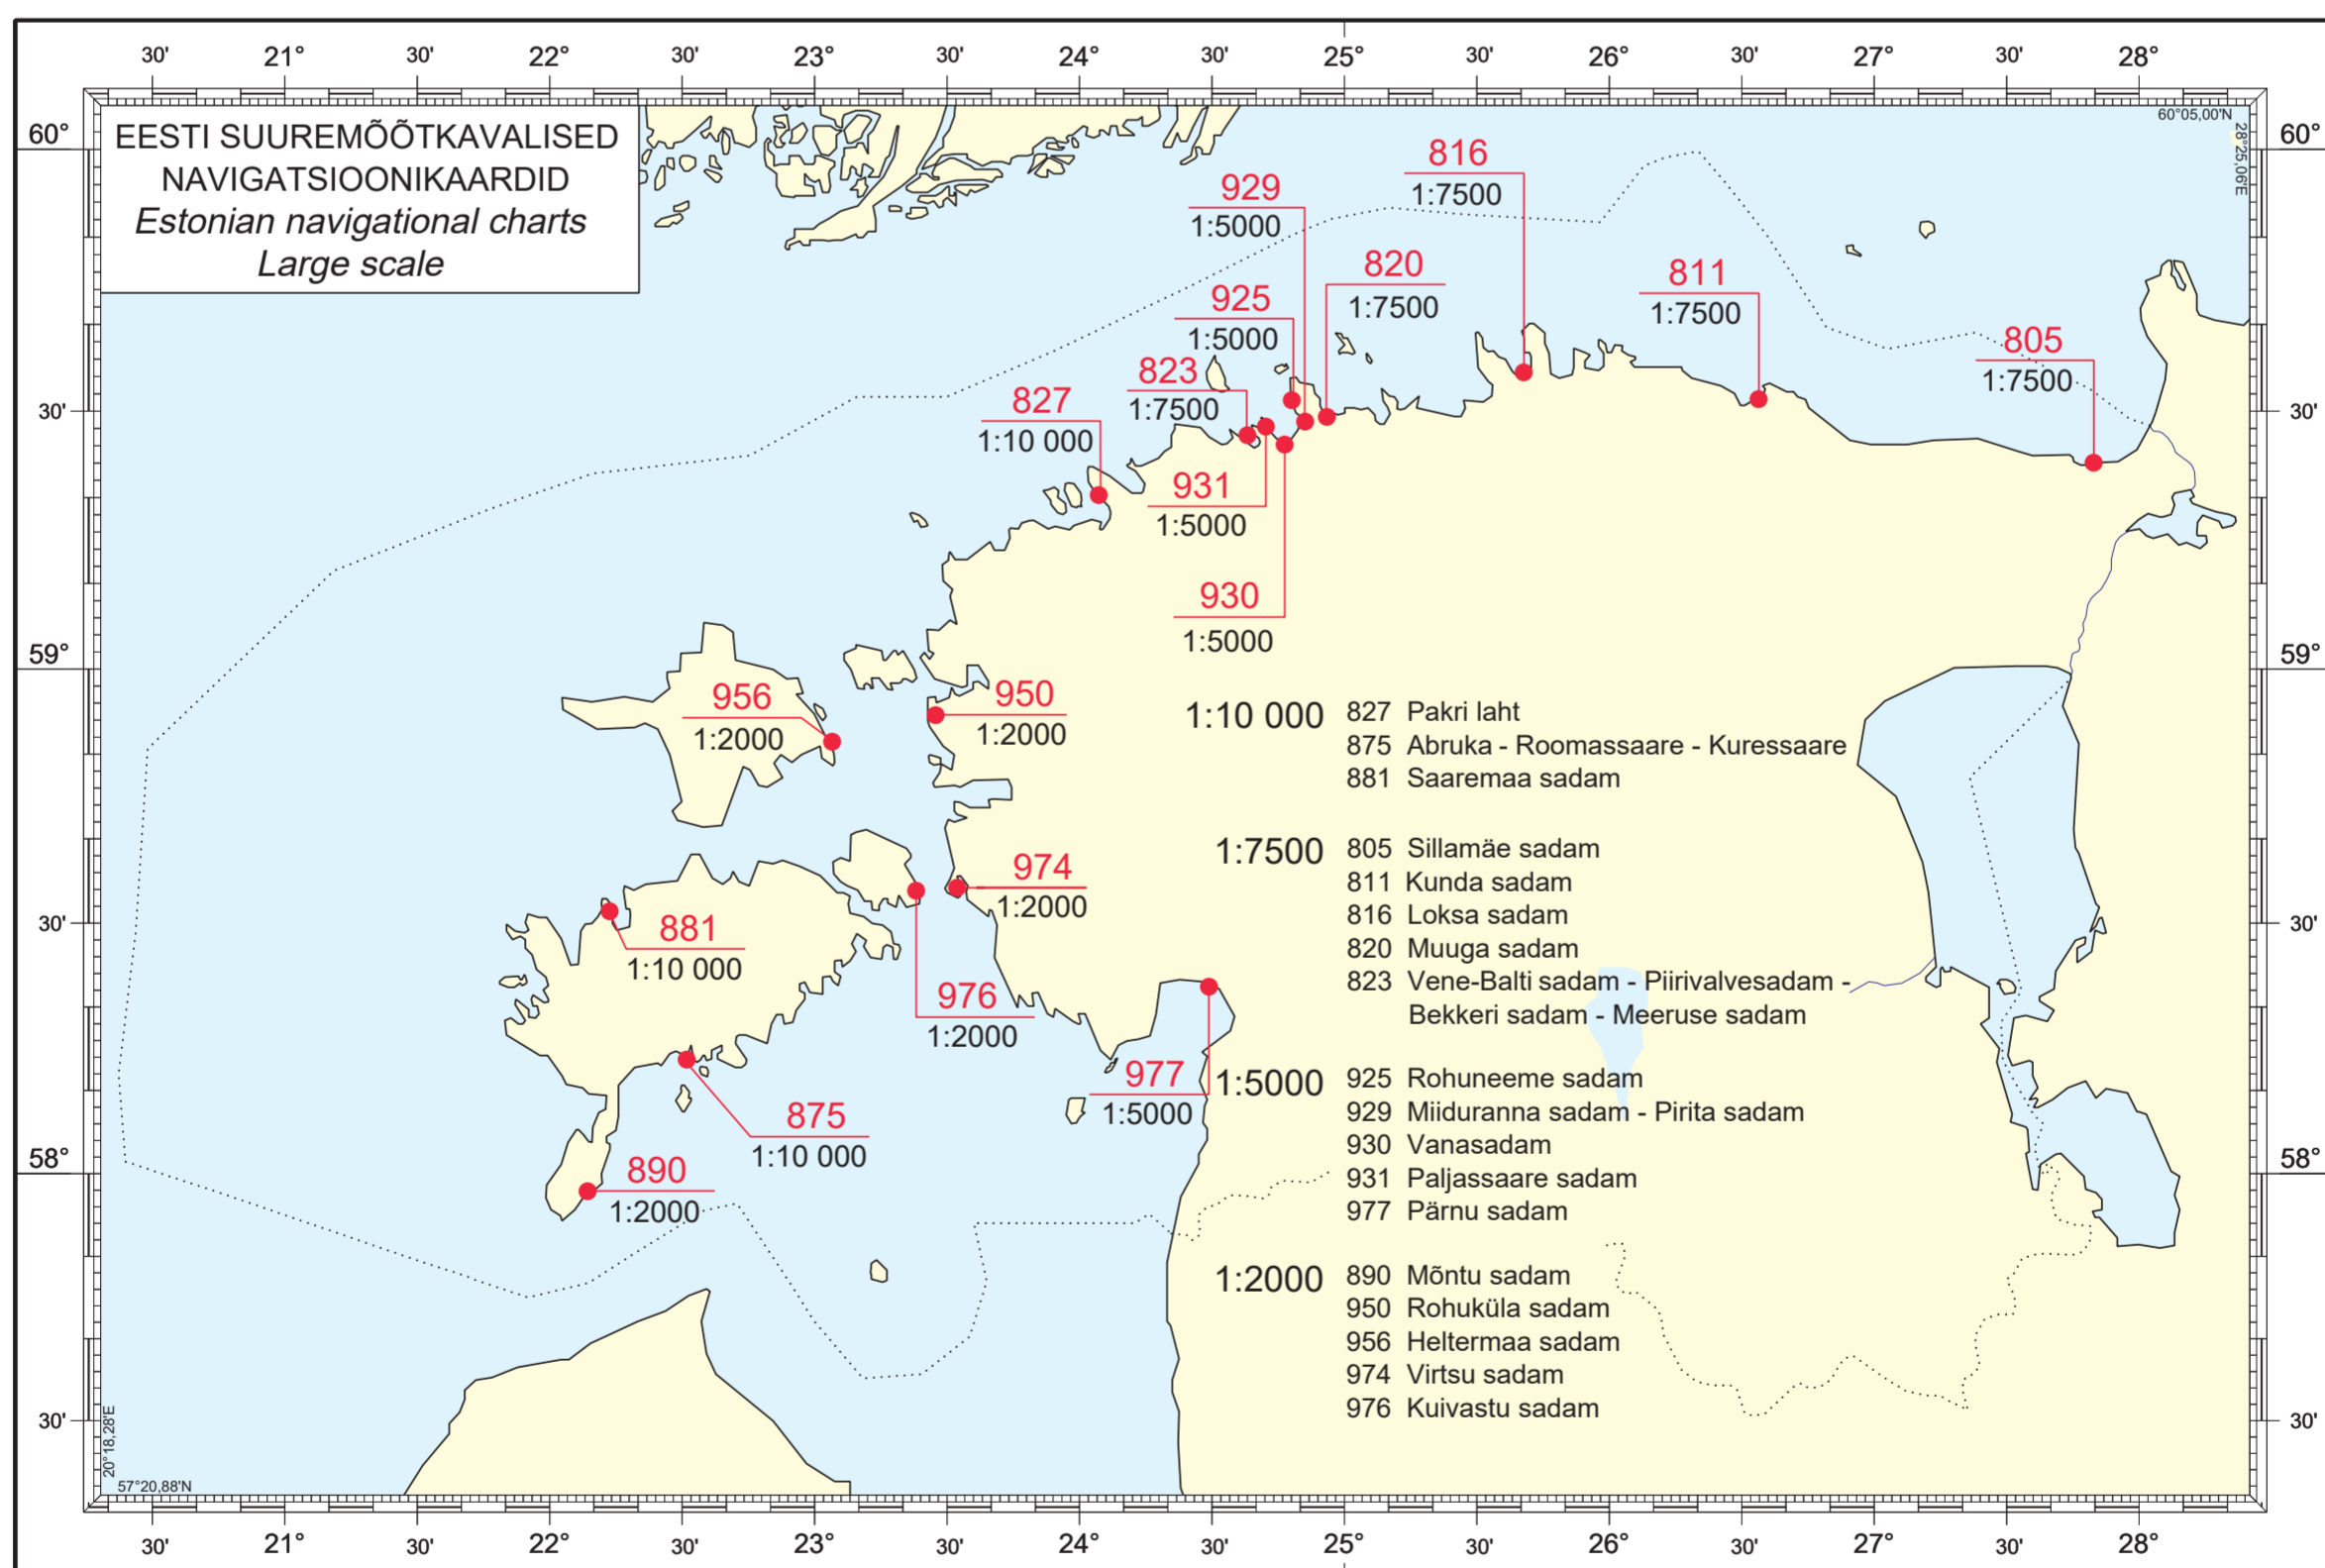 30' 21° 30' 22° 30' 23° 30' 24° 30' 25° 30' 26° 30' 27° 30' 28°
60°05,00'N
28°25,06'E
60° 60°
EESTI SUUREMÕÕTKAVALISED
NAVIGATSIOONIKAARDID
Estonian navigational charts
Large scale
816
1:7500
929
1:5000
820
1:7500
811
1:7500
925
1:5000
805
1:7500
823
1:7500
827
1:10 000
30' 30'
931
1:5000
930
1:5000
59° 59°
956
1:2000
950
1:2000
974
1:2000
881
1:10 000
30' 30'
976
1:2000
977
1:5000
875
1:10 000
890
1:2000
58° 58°
1:10 000 827 Pakri laht
875 Abruka - Roomassaare - Kuressaare
881 Saaremaa sadam
1:7500 805 Sillamäe sadam
811 Kunda sadam
816 Loksa sadam
820 Muuga sadam
823 Vene-Balti sadam - Piirivalvesadam -
Bekkeri sadam - Meeruse sadam
1:5000 925 Rohuneeme sadam
929 Miiduranna sadam - Pirita sadam
930 Vanasadam
931 Paljassaare sadam
977 Pärnu sadam
1:2000 890 Mõntu sadam
950 Rohuküla sadam
956 Heltermaa sadam
974 Virtsu sadam
976 Kuivastu sadam
30' 30'
20°18,28'E
57°20,88'N
30' 21° 30' 22° 30' 23° 30' 24° 30' 25° 30' 26° 30' 27° 30' 28°